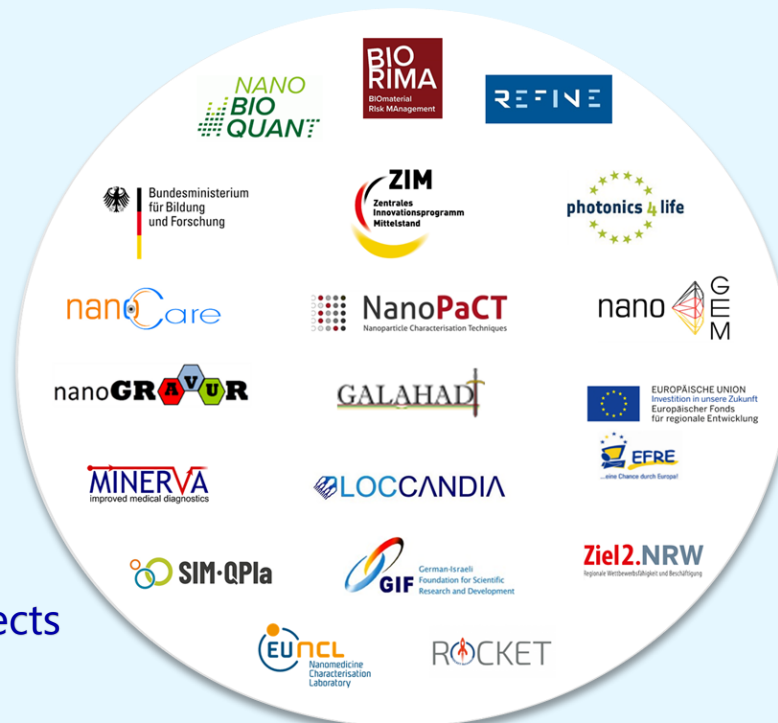 NANO
BIO
QUANT
BIO
RIMA
BIOmaterial
RIsk MAnagement
REFINE
Bundesministerium
für Bildung
und Forschung
ZIM
Zentrales
Innovationsprogramm
Mittelstand
photonics 4 life
nanoCare
NanoPaCT
Nanoparticle Characterisation Techniques
nano
G
E
M
nanoGRAVUR
GALAHAD
EUROPÄISCHE UNION
Investition in unsere Zukunft
Europäischer Fonds
für regionale Entwicklung
EFRE
...eine Chance durch Europa!
MINERVA
improved medical diagnostics
LOCCANDIA
SIM·QPla
GIF
German-Israeli
Foundation for Scientific
Research and Development
Ziel2.NRW
Regionale Wettbewerbsfähigkeit und Beschäftigung
ects
EUNCL
Nanomedicine
Characterisation
Laboratory
ROCKET